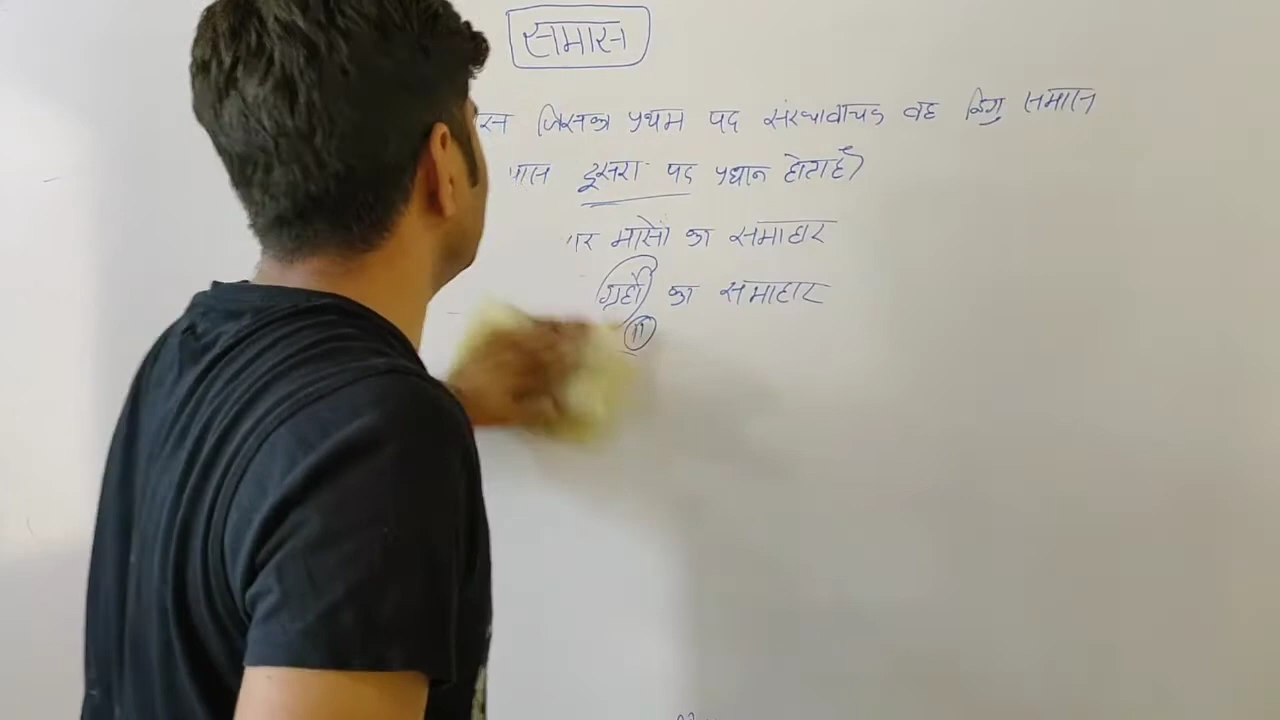 समास
जिसका प्रथम पद संख्यावाचक वह द्विगु समास
दूसरा पद प्रधान होता है)
मासों का समाहार
ग्रहों का समाहार